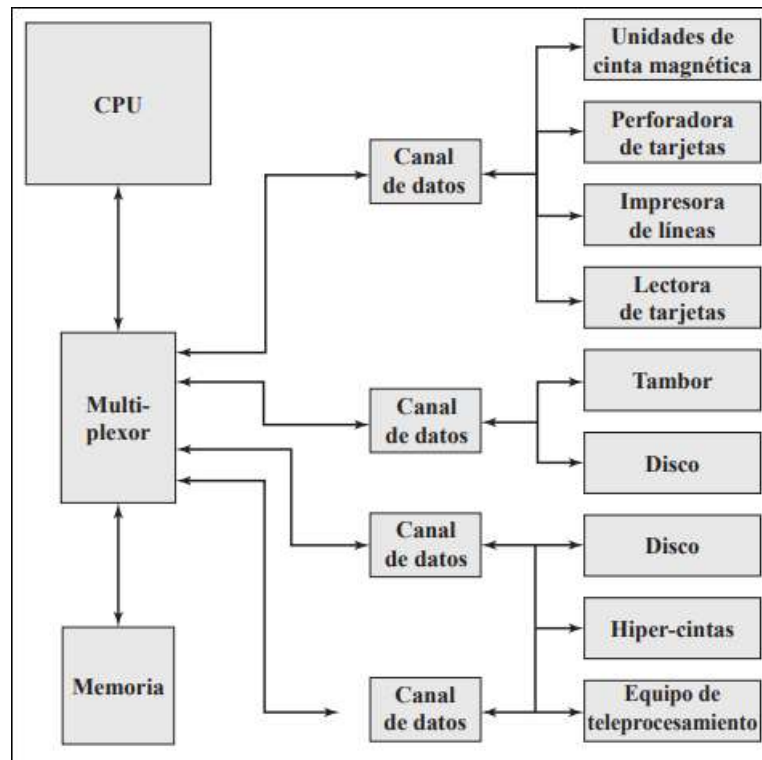 CPU
Multi-
plexor
Memoria
Canal
de datos
Canal
de datos
Canal
de datos
Canal
de datos
Unidades de
cinta magnética
Perforadora
de tarjetas
Impresora
de líneas
Lectora
de tarjetas
Tambor
Disco
Disco
Hiper-cintas
Equipo de
teleprocesamiento